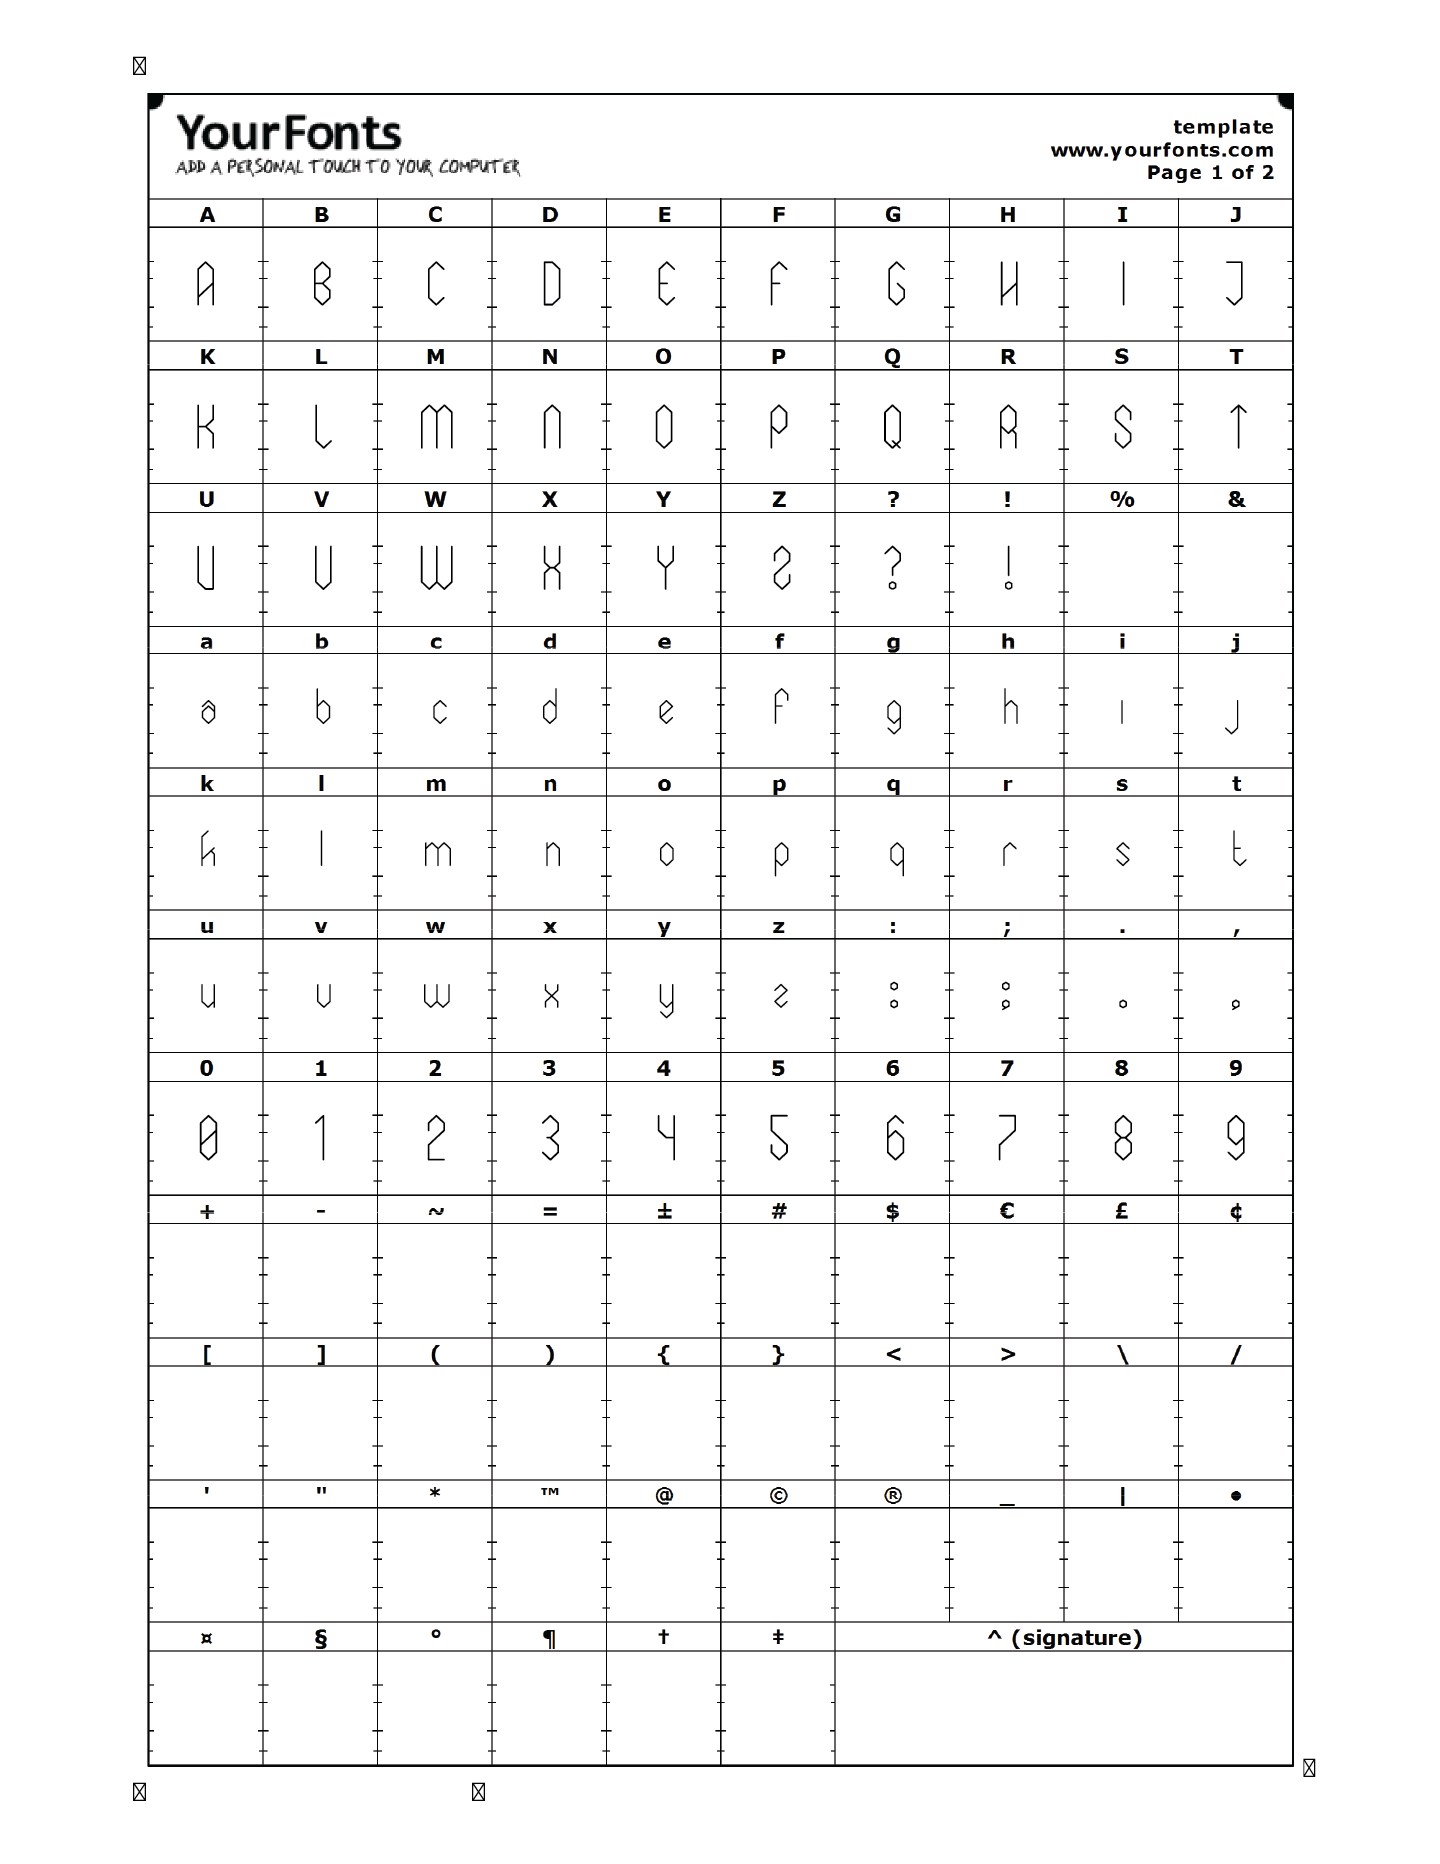 YourFonts
ADD A PERSONAL TOUCH TO YOUR COMPUTER
template
www.yourfonts.com
Page 1 of 2
A B C D E F G H I J
A B C D E F G H I J
K L M N O P Q R S T
K L M N O P Q R S T
U V W X Y Z ? ! % &
U V W X Y Z ? !
a b c d e f g h i j
a b c d e f g h ı j
k l m n o p q r s t
k l m n o p q r s t
u v w x y z : ; . ,
u v w x y z : ; . ,
0 1 2 3 4 5 6 7 8 9
0 1 2 3 4 5 6 7 8 9
+ - ~ = ± # $ € £ ¢
[ ] ( ) { } < > \ /
' " * ™ @ © ® _ | •
¤ § ° ¶ † ‡ ^ (signature)